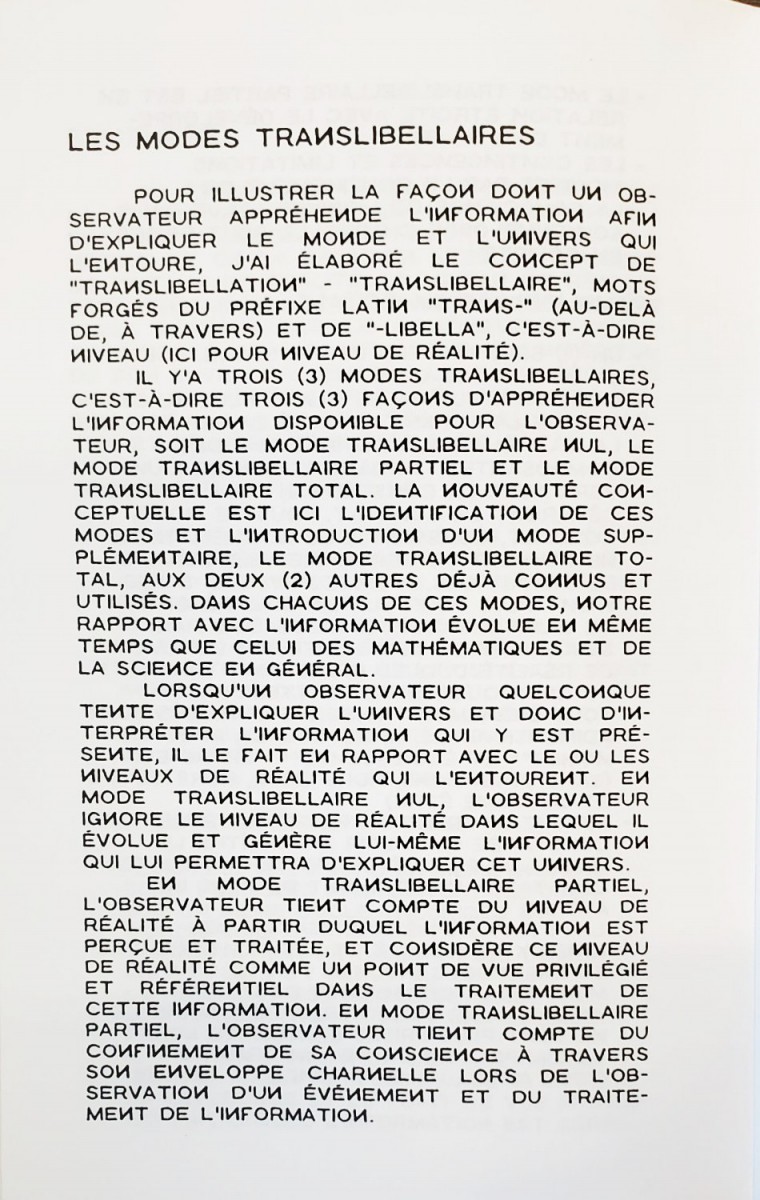 LES MODES TRANSLIBELLAIRES
POUR ILLUSTRER LA FAÇON DONT UN OB-
SERVATEUR APPRÉHENDE L'INFORMATION AFIN
D'EXPLIQUER LE MONDE ET L'UNIVERS QUI
L'ENTOURE, J'AI ÉLABORÉ LE CONCEPT DE
"TRANSLIBELLATION" - "TRANSLIBELLAIRE", MOTS
FORGÉS DU PRÉFIXE LATIN "TRANS-" (AU-DELÀ
DE, À TRAVERS) ET DE "-LIBELLA", C'EST-À-DIRE
NIVEAU (ICI POUR NIVEAU DE RÉALITÉ).
IL Y'A TROIS (3) MODES TRANSLIBELLAIRES,
C'EST-À-DIRE TROIS (3) FAÇONS D'APPRÉHENDER
L'INFORMATION DISPONIBLE POUR L'OBSERVA-
TEUR, SOIT LE MODE TRANSLIBELLAIRE NUL, LE
MODE TRANSLIBELLAIRE PARTIEL ET LE MODE
TRANSLIBELLAIRE TOTAL. LA NOUVEAUTÉ CON-
CEPTUELLE EST ICI L'IDENTIFICATION DE CES
MODES ET L'INTRODUCTION D'UN MODE SUP-
PLÉMENTAIRE, LE MODE TRANSLIBELLAIRE TO-
TAL, AUX DEUX (2) AUTRES DÉJÀ CONNUS ET
UTILISÉS. DANS CHACUNS DE CES MODES, NOTRE
RAPPORT AVEC L'INFORMATION ÉVOLUE EN MÊME
TEMPS QUE CELUI DES MATHÉMATIQUES ET DE
LA SCIENCE EN GÉNÉRAL.
LORSQU'UN OBSERVATEUR QUELCONQUE
TENTE D'EXPLIQUER L'UNIVERS ET DONC D'IN-
TERPRÉTER L'INFORMATION QUI Y EST PRÉ-
SENTE, IL LE FAIT EN RAPPORT AVEC LE OU LES
NIVEAUX DE RÉALITÉ QUI L'ENTOURENT. EN
MODE TRANSLIBELLAIRE NUL, L'OBSERVATEUR
IGNORE LE NIVEAU DE RÉALITÉ DANS LEQUEL IL
ÉVOLUE ET GÉNÈRE LUI-MÊME L'INFORMATION
QUI LUI PERMETTRA D'EXPLIQUER CET UNIVERS.
EN MODE TRANSLIBELLAIRE PARTIEL,
L'OBSERVATEUR TIENT COMPTE DU NIVEAU DE
RÉALITÉ À PARTIR DUQUEL L'INFORMATION EST
PERÇUE ET TRAITÉE, ET CONSIDÈRE CE NIVEAU
DE RÉALITÉ COMME UN POINT DE VUE PRIVILÉGIÉ
ET RÉFÉRENTIEL DANS LE TRAITEMENT DE
CETTE INFORMATION. EN MODE TRANSLIBELLAIRE
PARTIEL, L'OBSERVATEUR TIENT COMPTE DU
CONFINEMENT DE SA CONSCIENCE À TRAVERS
SON ENVELOPPE CHARNELLE LORS DE L'OB-
SERVATION D'UN ÉVÉNEMENT ET DU TRAITE-
MENT DE L'INFORMATION.